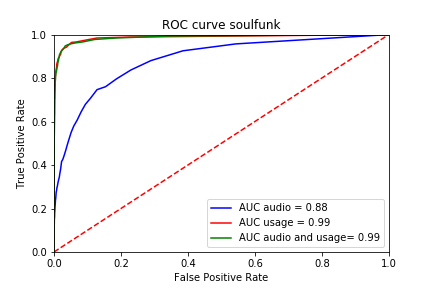 ROC curve soulfunk
1.0
0.8
0.6
0.4
0.2
0.0
True Positive Rate
AUC audio = 0.88
AUC usage = 0.99
AUC audio and usage= 0.99
0.0 0.2 0.4 0.6 0.8 1.0
False Positive Rate